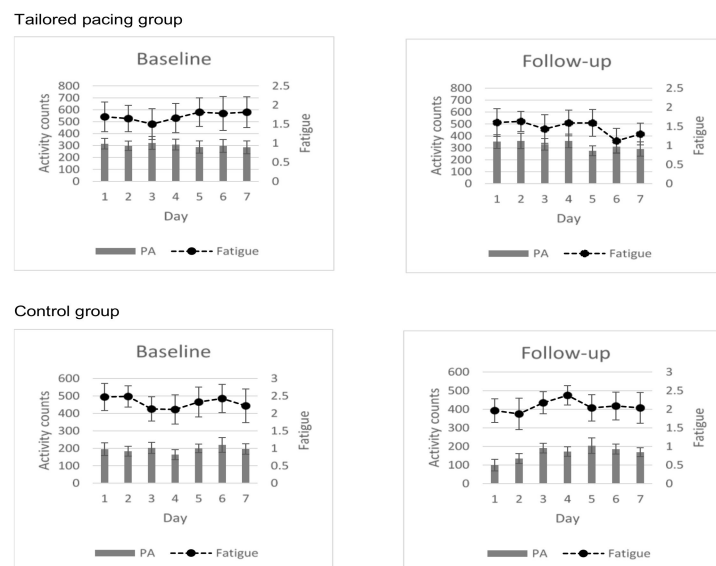 Tailored pacing group
Baseline
Activity counts
800
700
600
500
400
300
200
100
0
2.5
2
1.5
1
0.5
0
Fatigue
1 2 3 4 5 6 7
Day
PA Fatigue
Follow-up
Activity counts
800
700
600
500
400
300
200
100
0
2.5
2
1.5
1
0.5
0
Fatigue
1 2 3 4 5 6 7
Day
PA Fatigue
Control group
Baseline
Activity counts
600
500
400
300
200
100
0
3
2.5
2
1.5
1
0.5
0
Fatigue
1 2 3 4 5 6 7
Day
PA Fatigue
Follow-up
Activity counts
600
500
400
300
200
100
0
3
2.5
2
1.5
1
0.5
0
Fatigue
1 2 3 4 5 6 7
Day
PA Fatigue